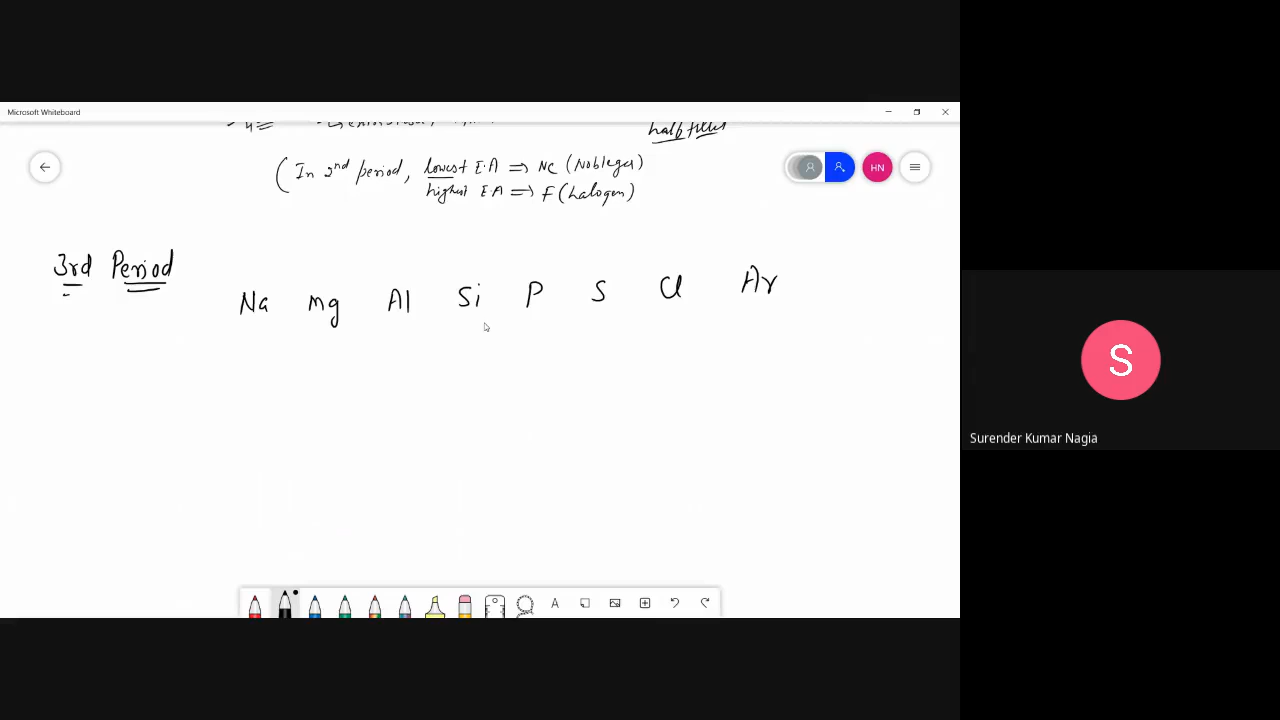 Microsoft Whiteboard
half filled
(In 2nd period, lowest E.A ⇒ Ne (Noblegas)
highest E.A ⇒ F (halogen)
HN
3rd Period
Na Mg Al Si P S Cl Ar
S
Surender Kumar Nagia
A